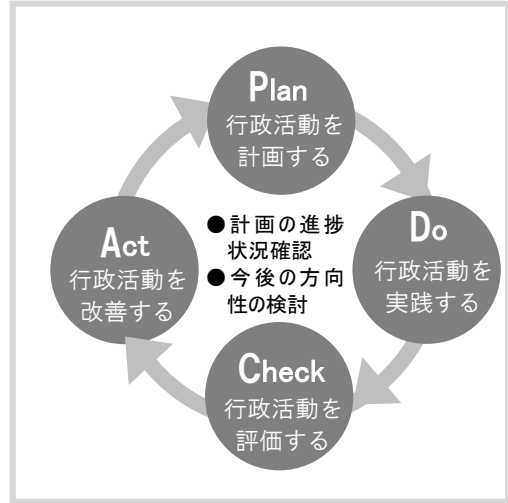 Plan
行政活動を
計画する
Do
行政活動を
実践する
Check
行政活動を
評価する
Act
行政活動を
改善する
●計画の進捗
状況確認
●今後の方向
性の検討